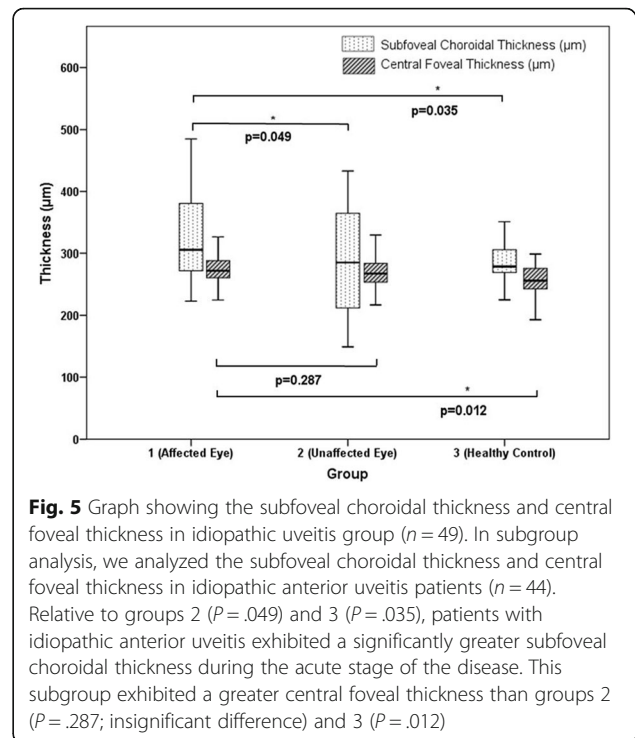 Subfoveal Choroidal Thickness (µm)
Central Foveal Thickness (µm)
600
500
400
300
200
100
0
Thickness (µm)
*
p=0.035
*
p=0.049
p=0.287
*
p=0.012
1 (Affected Eye) 2 (Unaffected Eye) 3 (Healthy Control)
Group
Fig. 5 Graph showing the subfoveal choroidal thickness and central
foveal thickness in idiopathic uveitis group (n = 49). In subgroup
analysis, we analyzed the subfoveal choroidal thickness and central
foveal thickness in idiopathic anterior uveitis patients (n = 44).
Relative to groups 2 (P = .049) and 3 (P = .035), patients with
idiopathic anterior uveitis exhibited a significantly greater subfoveal
choroidal thickness during the acute stage of the disease. This
subgroup exhibited a greater central foveal thickness than groups 2
(P = .287; insignificant difference) and 3 (P = .012)